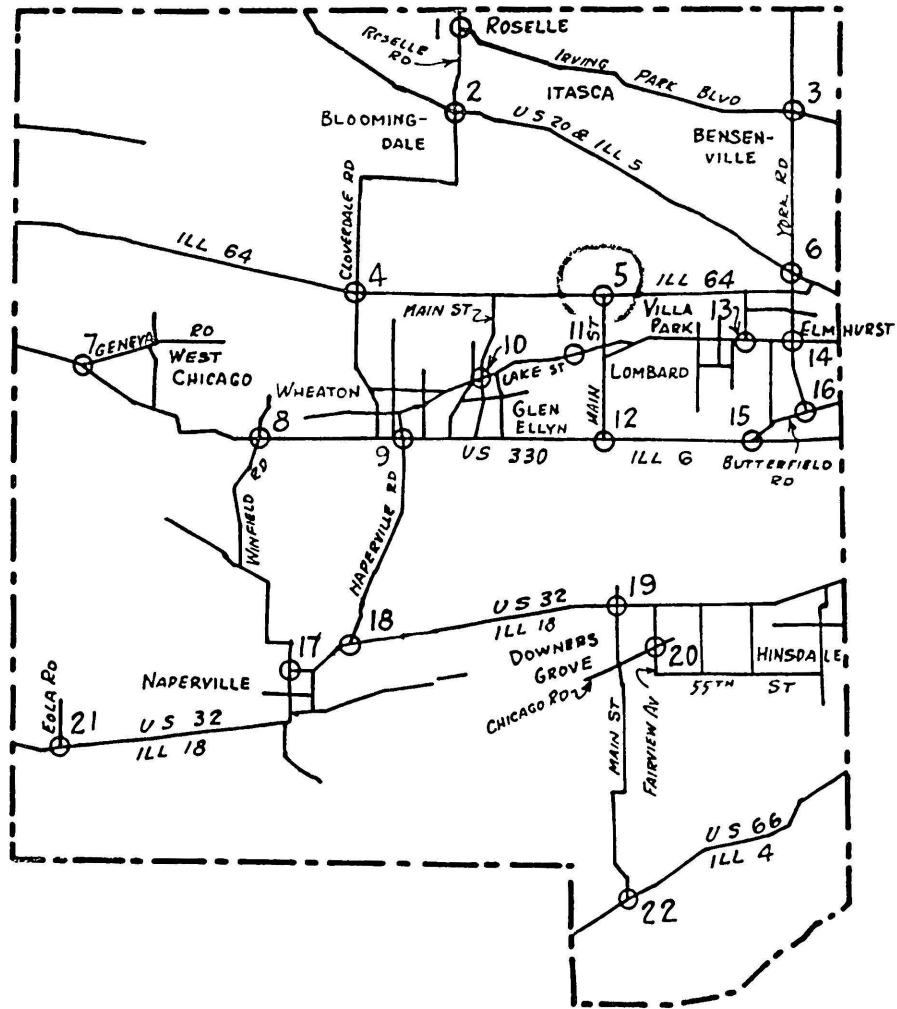 1 ROSELLE
ROSELLE
RD
IRVING PARK BLVD
ITASCA
2
3
BLOOMING-
DALE
US 20 & ILL 5
BENSEN-
VILLE
YORK RD
CLOVERDALE RD
6
ILL 64
4
5
ILL 64
MAIN ST
VILLA
PARK
13
7 GENEVA RD
WEST
CHICAGO
10
11
ELMHURST
14
WHEATON
LAKE ST
LOMBARD
GLEN
ELLYN
MAIN ST
16
8
9
12
15
US 330
ILL 6
BUTTERFIELD
RD
WINFIELD RD
NAPERVILLE RD
19
US 32
ILL 18
18
17
DOWNERS
GROVE
20
HINSDALE
NAPERVILLE
CHICAGO RD
55TH ST
EOLA RD
21
US 32
ILL 18
MAIN ST
FAIRVIEW AV
US 66
ILL 4
22